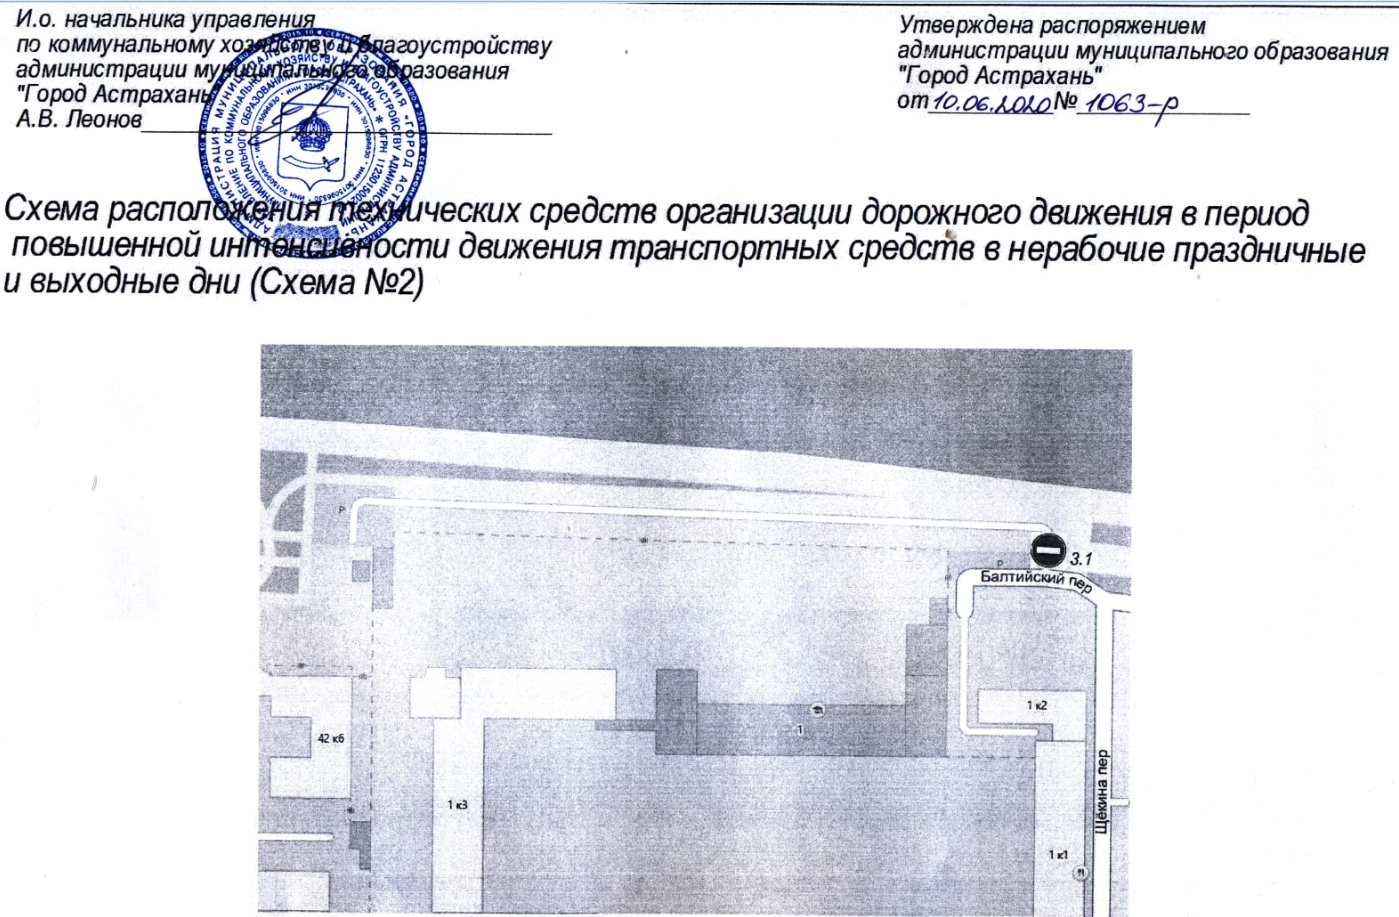 И.о. начальника управления
по коммунальному хозяйству и благоустройству
администрации муниципального образования
"Город Астрахань
А.В. Леонов
Утверждена распоряжением
администрации муниципального образования
"Город Астрахань"
от 10.06.2020 № 1063-р
Схема расположения технических средств организации дорожного движения в период
повышенной интенсивности движения транспортных средств в нерабочие праздничные
и выходные дни (Схема №2)
P
3.1
P
Балтийский пер
1 к2
42 к6
1
Щёкина пер
1 к3
1 к1